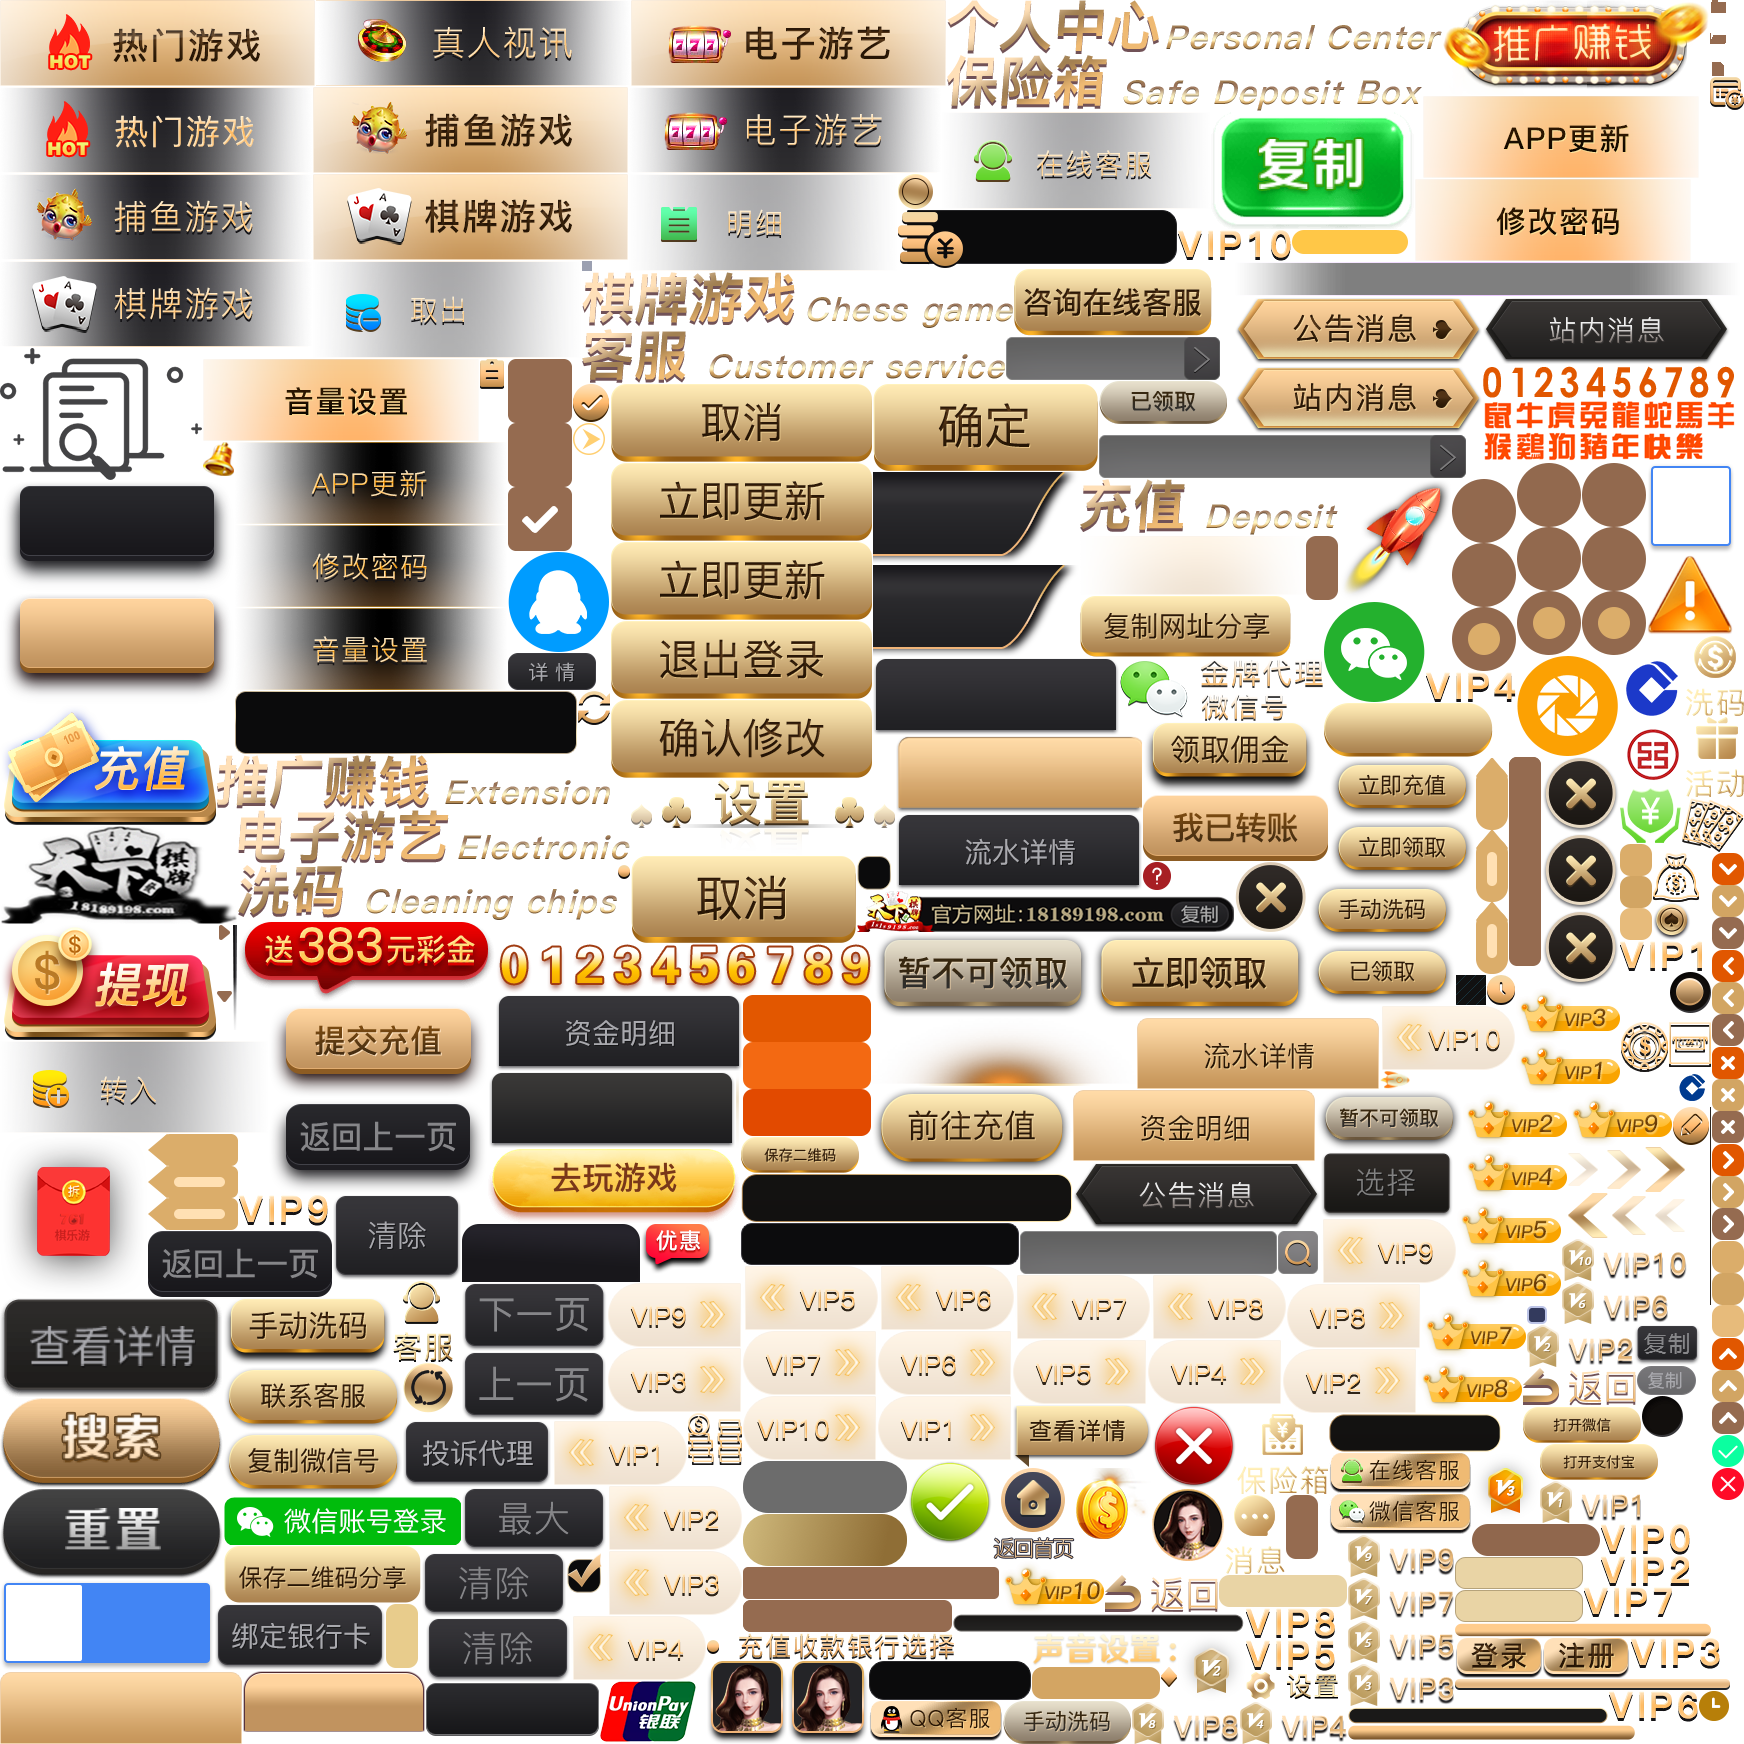 热门游戏
真人视讯
电子游艺
个人中心 Personal Center
推广赚钱
保险箱 Safe Deposit Box
热门游戏
捕鱼游戏
电子游艺
在线客服
复制
APP更新
捕鱼游戏
棋牌游戏
明细
VIP10
修改密码
棋牌游戏
取出
棋牌游戏 Chess game
咨询在线客服
公告消息
站内消息
客服 Customer service
音量设置
取消
确定
已领取
站内消息
0123456789
鼠牛虎兔龍蛇馬羊
猴鷄狗豬年快樂
APP更新
立即更新
充值 Deposit
修改密码
立即更新
复制网址分享
音量设置
详情
退出登录
金牌代理
微信号
VIP4
洗码
确认修改
领取佣金
充值
推广赚钱 Extension
设置
立即充值
活动
电子游艺 Electronic
我已转账
流水详情
立即领取
天下棋牌
18189198.com
洗码 Cleaning chips
取消
官方网址:18189198.com
复制
手动洗码
送383元彩金
0123456789
暂不可领取
立即领取
已领取
VIP1
提现
提交充值
资金明细
流水详情
VIP10
VIP3
VIP1
转入
返回上一页
前往充值
资金明细
暂不可领取
VIP2
VIP9
保存二维码
去玩游戏
公告消息
选择
VIP4
拆
棋乐游
VIP9
清除
优惠
VIP9
VIP5
返回上一页
VIP6
VIP10
查看详情
手动洗码
客服
下一页
VIP9
VIP5
VIP6
VIP7
VIP8
VIP8
VIP7
VIP6
VIP2
复制
联系客服
上一页
VIP3
VIP7
VIP6
VIP5
VIP4
VIP2
VIP8
返回
复制
搜索
复制微信号
投诉代理
VIP1
VIP10
VIP1
查看详情
打开微信
打开支付宝
保险箱
在线客服
重置
微信账号登录
最大
VIP2
返回首页
消息
微信客服
V3
V1
VIP1
保存二维码分享
清除
VIP3
VIP10
返回
VIP9
VIP0
VIP2
绑定银行卡
清除
VIP4
充值收款银行选择
声音设置：
VIP8
VIP5
VIP7
VIP7
VIP5
登录
注册
VIP3
设置
VIP3
UnionPay
银联
QQ客服
手动洗码
VIP8
VIP4
VIP6